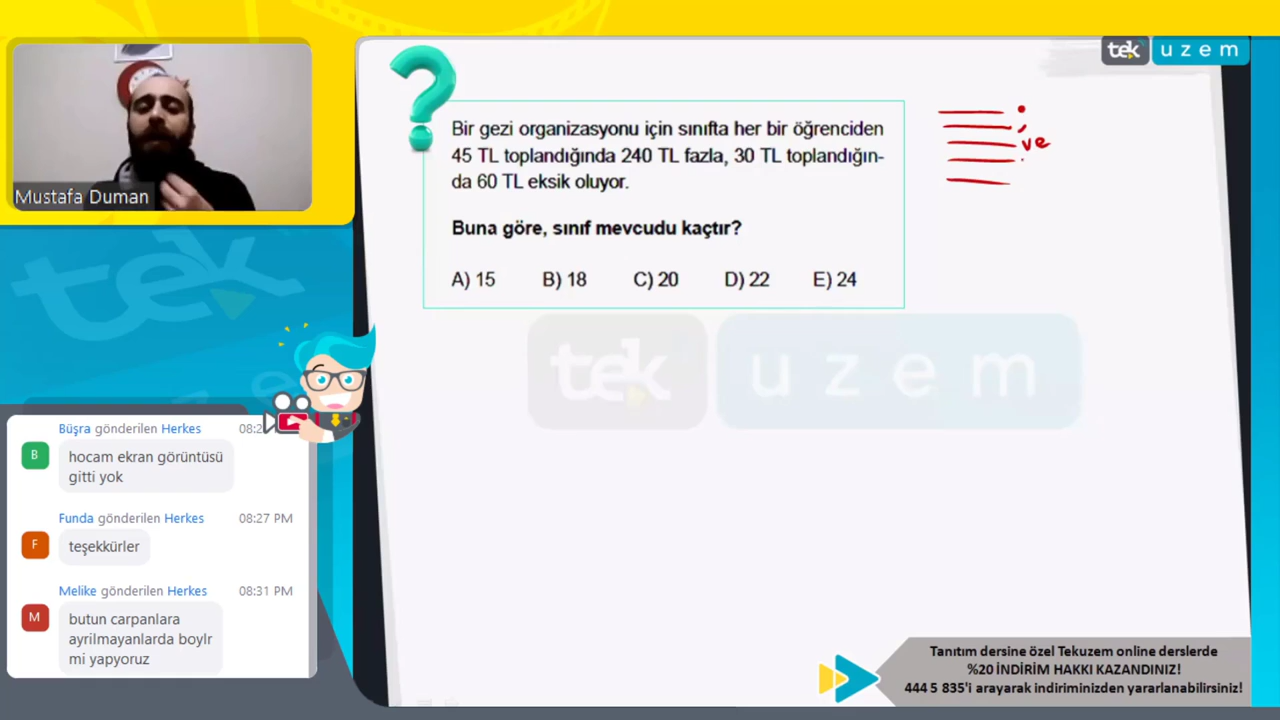 tek uzem
Bir gezi organizasyonu için sınıfta her bir öğrenciden
45 TL toplandığında 240 TL fazla, 30 TL toplandığın-
da 60 TL eksik oluyor.
Buna göre, sınıf mevcudu kaçtır?
A) 15 B) 18 C) 20 D) 22 E) 24
ve
Mustafa Duman
tek
tek uzem
Büşra gönderilen Herkes
B
hocam ekran görüntüsü
gitti yok
Funda gönderilen Herkes 08:27 PM
F
teşekkürler
Melike gönderilen Herkes 08:31 PM
M
butun carpanlara
ayrilmayanlarda boylr
mi yapyoruz
Tanıtım dersine özel Tekuzem online derslerde
%20 İNDİRİM HAKKI KAZANDINIZ!
444 5 835'i arayarak indiriminizden yararlanabilirsiniz!